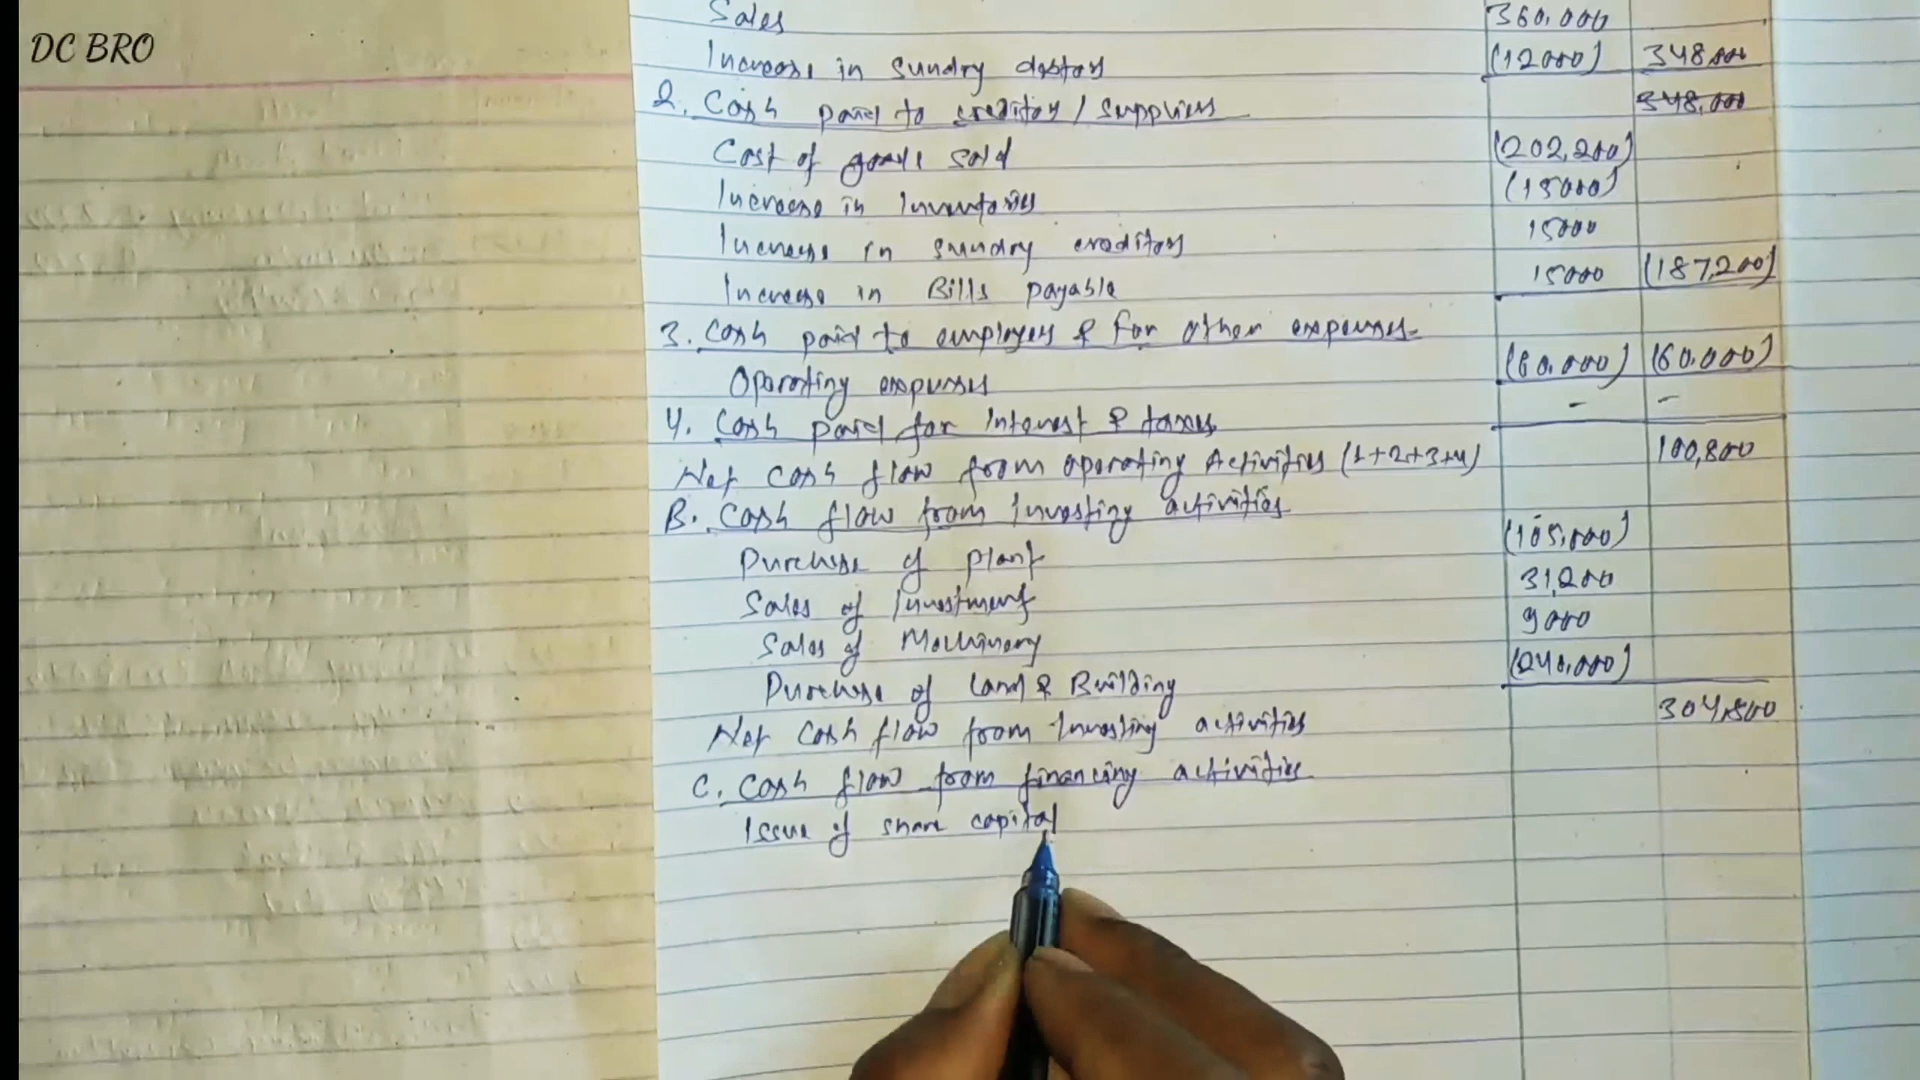 DC BRO
Sales 360,000
Increase in Sundry debtors (12000) 348,000
348,000
2. Cash paid to creditors / suppliers
Cost of goods sold (202,200)
Increase in Inventories (15000)
Increase in sundry creditors 15000
Increase in Bills payable 15000 (187,200)
3. Cash paid to employees & for other expenses-
Operating expenses (60,000) (60,000)
4. Cash paid for Interest & taxes - -
Net cash flow from operating Activities (1+2+3+4) 100,800
B. Cash flow from Investing activities
Purchase of plant (105,000)
Sales of Investment 31,200
Sales of Machinery 9000
Purchase of Land & Building (240,000)
Net cash flow from Investing activities 304,800
C. Cash flow from financing activities
Issue of share capital